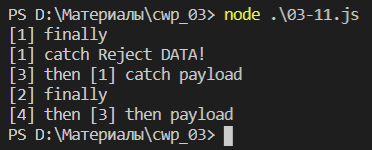 PS D:\Материалы\cwp_03> node .\03-11.js
[1] finally
[1] catch Reject DATA!
[3] then [1] catch payload
[2] finally
[4] then [3] then payload
PS D:\Материалы\cwp_03>